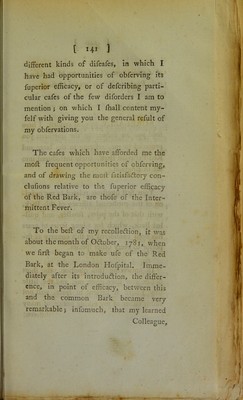 [ 141 ]
different kinds of diſeaſes, in which I
have had opportunities of obſerving its
ſuperior efficacy, or of deſcribing parti-
cular caſes of the few diſorders I am to
mention; on which I ſhall content my-
ſelf with giving you the general reſult of
my obſervations.
The caſes which have afforded me the
moſt frequent opportunities of obſerving,
and of drawing the moſt ſatisfactory con-
cluſions relative to the ſuperior efficacy
of the Red Bark, are thoſe of the Inter-
mittent Fever.
To the beſt of my recollection, it was
about the month of October, 1781, when
we firſt began to make uſe of the Red
Bark, at the London Hoſpital. Imme-
diately after its introduction, the differ-
ence, in point of efficacy, between this
and the common Bark became very
remarkable; inſomuch, that my learned
Colleague,